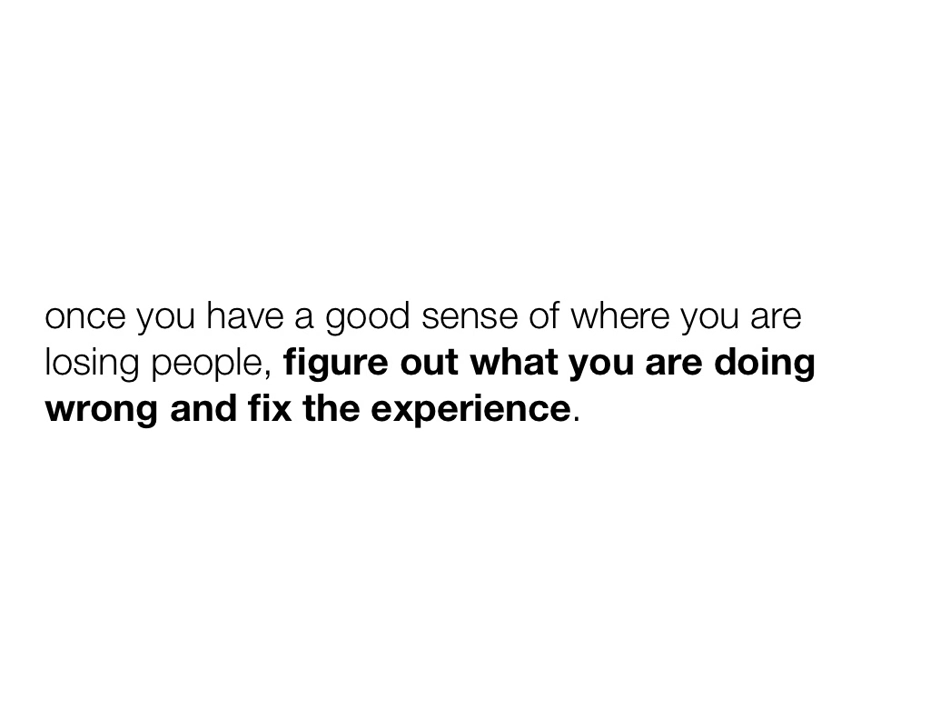 once you have a good sense of where you are
losing people, figure out what you are doing
wrong and fix the experience.